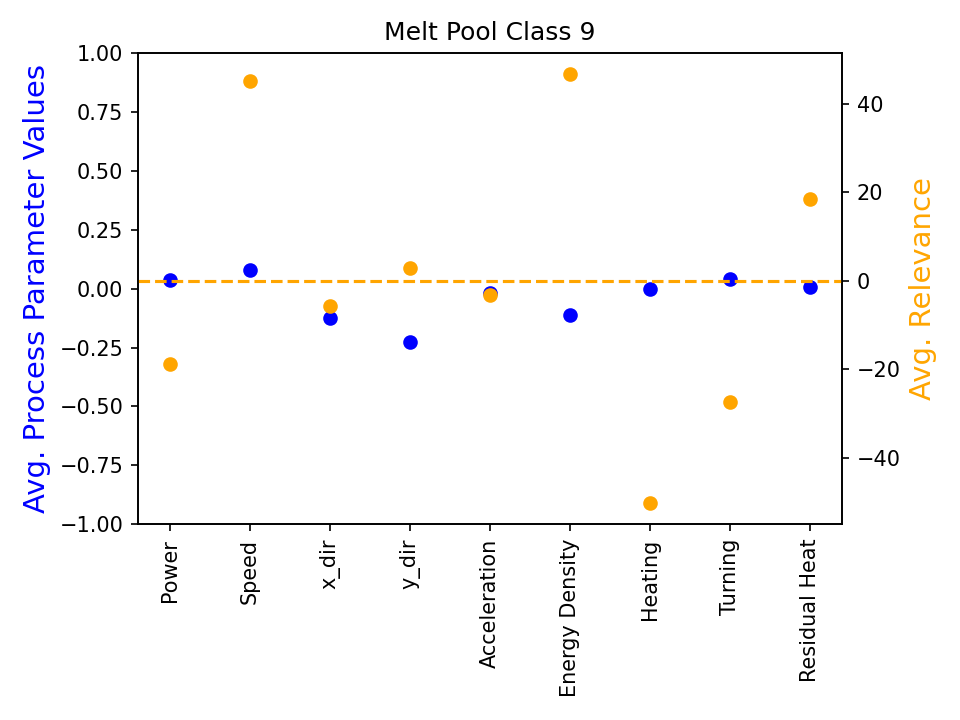 Melt Pool Class 9
Avg. Process Parameter Values
1.00
0.75
0.50
0.25
0.00
−0.25
−0.50
−0.75
−1.00
40
20
0
−20
−40
Avg. Relevance
Power
Speed
x_dir
y_dir
Acceleration
Energy Density
Heating
Turning
Residual Heat